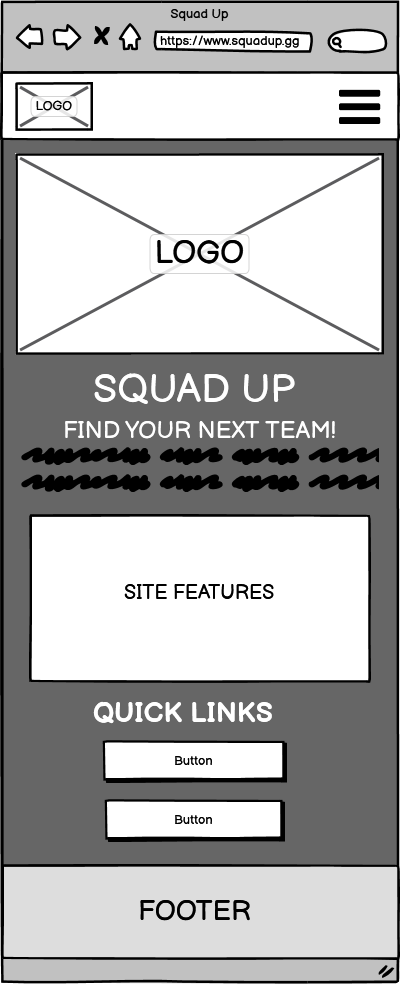 Squad Up
https://www.squadup.gg
LOGO
LOGO
SQUAD UP
FIND YOUR NEXT TEAM!
SITE FEATURES
QUICK LINKS
Button
Button
FOOTER